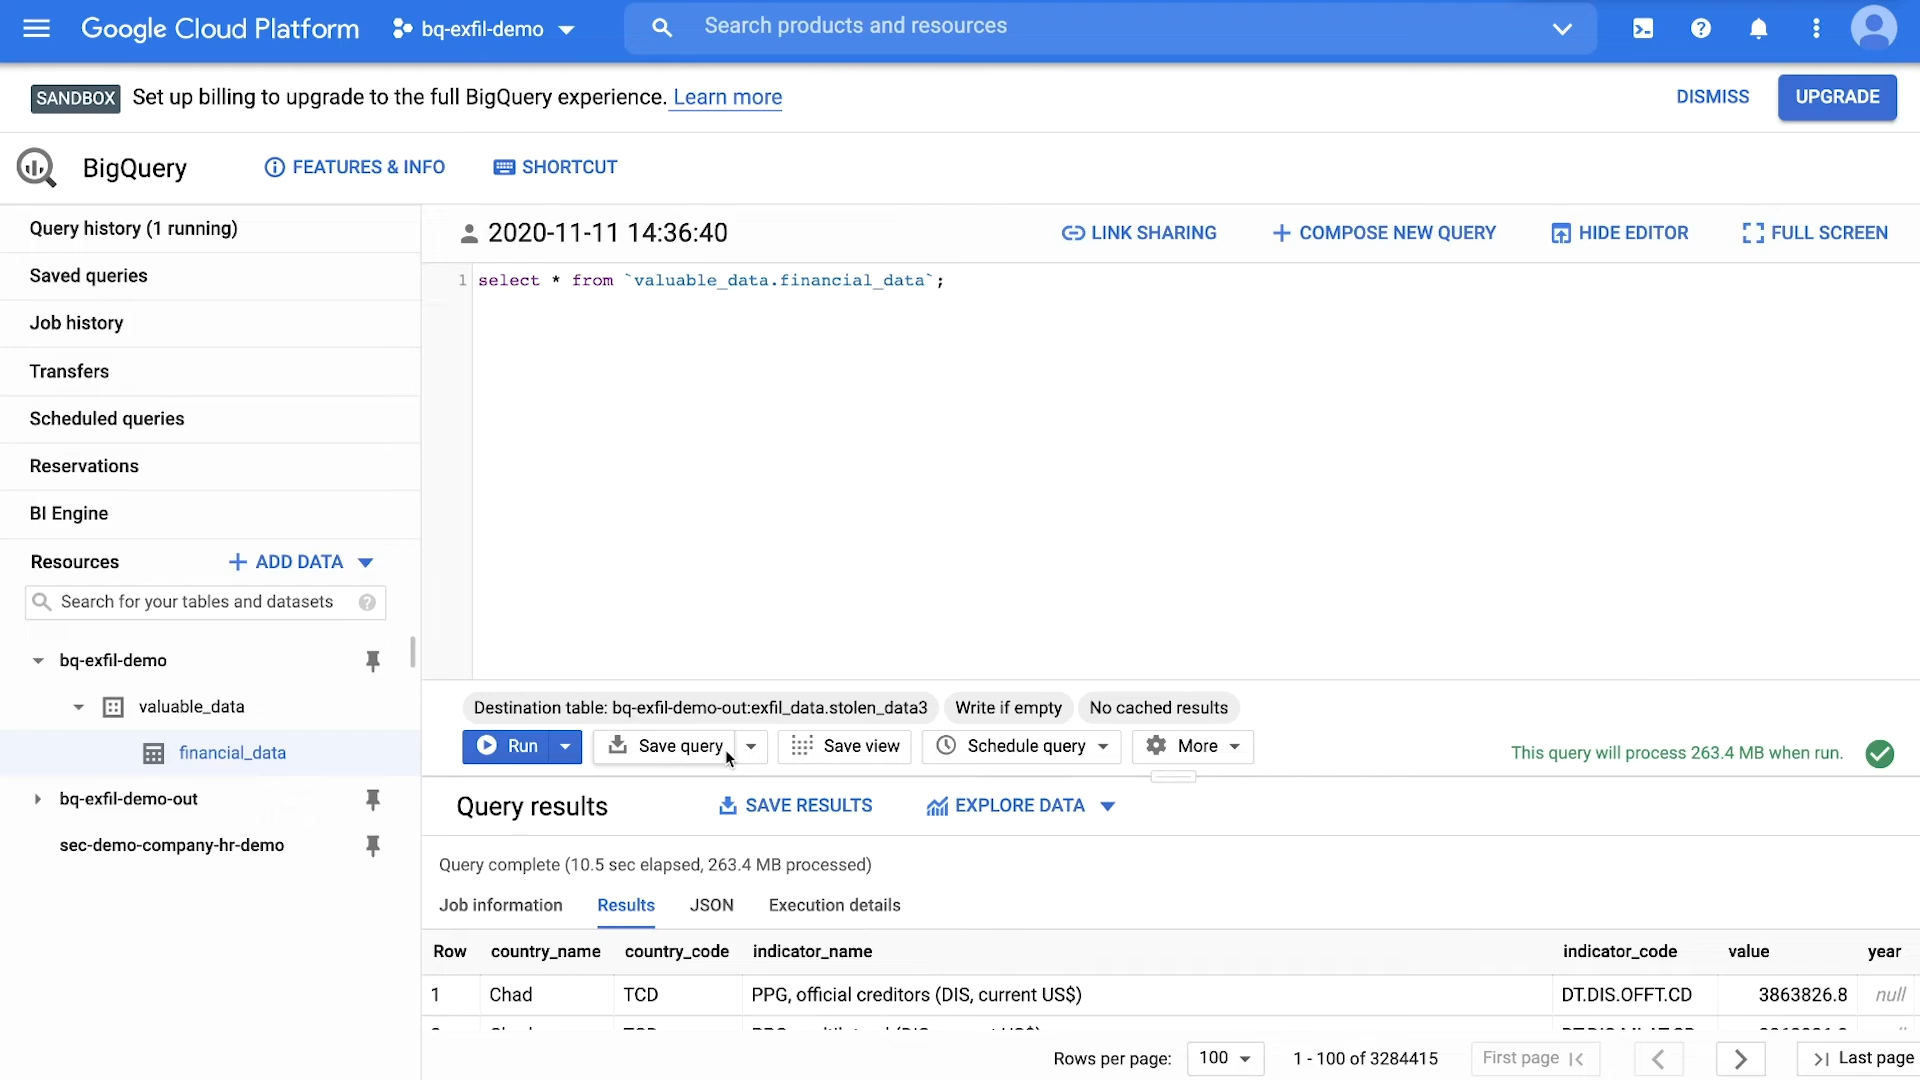 Google Cloud Platform
bq-exfil-demo
Search products and resources
SANDBOX Set up billing to upgrade to the full BigQuery experience. Learn more
DISMISS
UPGRADE
BigQuery
FEATURES & INFO
SHORTCUT
Query history (1 running)
Saved queries
Job history
Transfers
Scheduled queries
Reservations
BI Engine
Resources
ADD DATA
Search for your tables and datasets
bq-exfil-demo
valuable_data
financial_data
bq-exfil-demo-out
sec-demo-company-hr-demo
2020-11-11 14:36:40
LINK SHARING
COMPOSE NEW QUERY
HIDE EDITOR
FULL SCREEN
1 select * from `valuable_data.financial_data`;
Destination table: bq-exfil-demo-out:exfil_data.stolen_data3
Write if empty
No cached results
Run
Save query
Save view
Schedule query
More
This query will process 263.4 MB when run.
Query results
SAVE RESULTS
EXPLORE DATA
Query complete (10.5 sec elapsed, 263.4 MB processed)
Job information
Results
JSON
Execution details
Row country_name country_code indicator_name indicator_code value year
1 Chad TCD PPG, official creditors (DIS, current US$) DT.DIS.OFFT.CD 3863826.8 null
Rows per page: 100 1 - 100 of 3284415 First page Last page